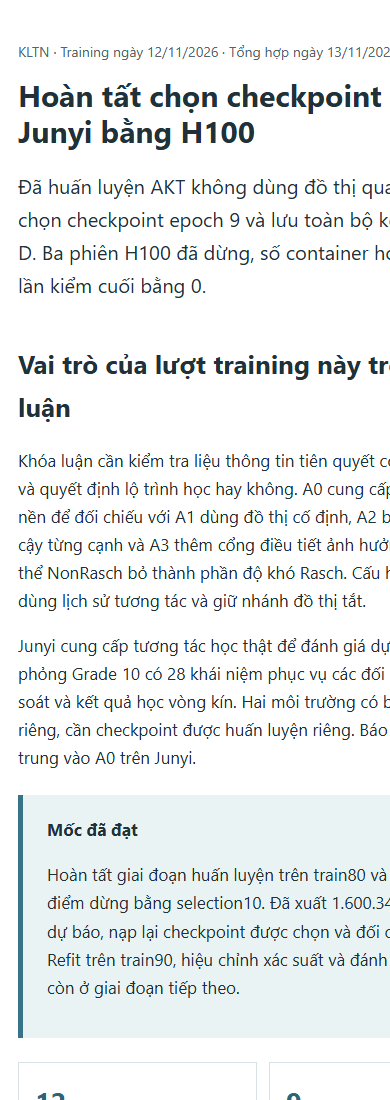 KLTN · Training ngày 12/11/2026 · Tổng hợp ngày 13/11/202
Hoàn tất chọn checkpoint
Junyi bằng H100
Đã huấn luyện AKT không dùng đồ thị qua
chọn checkpoint epoch 9 và lưu toàn bộ k
D. Ba phiên H100 đã dừng, số container h
lần kiểm cuối bằng 0.
Vai trò của lượt training này tr
luận
Khóa luận cần kiểm tra liệu thông tin tiên quyết c
và quyết định lộ trình học hay không. A0 cung cấp
nền để đối chiếu với A1 dùng đồ thị cố định, A2 b
cậy từng cạnh và A3 thêm cổng điều tiết ảnh hưở
thể NonRasch bỏ thành phần độ khó Rasch. Cấu h
dùng lịch sử tương tác và giữ nhánh đồ thị tắt.
Junyi cung cấp tương tác học thật để đánh giá dự
phỏng Grade 10 có 28 khái niệm phục vụ các đối
soát và kết quả học vòng kín. Hai môi trường có b
riêng, cần checkpoint được huấn luyện riêng. Báo
trung vào A0 trên Junyi.
Mốc đã đạt
Hoàn tất giai đoạn huấn luyện trên train80 và
điểm dừng bằng selection10. Đã xuất 1.600.34
dự báo, nạp lại checkpoint được chọn và đối
Refit trên train90, hiệu chỉnh xác suất và đánh
còn ở giai đoạn tiếp theo.